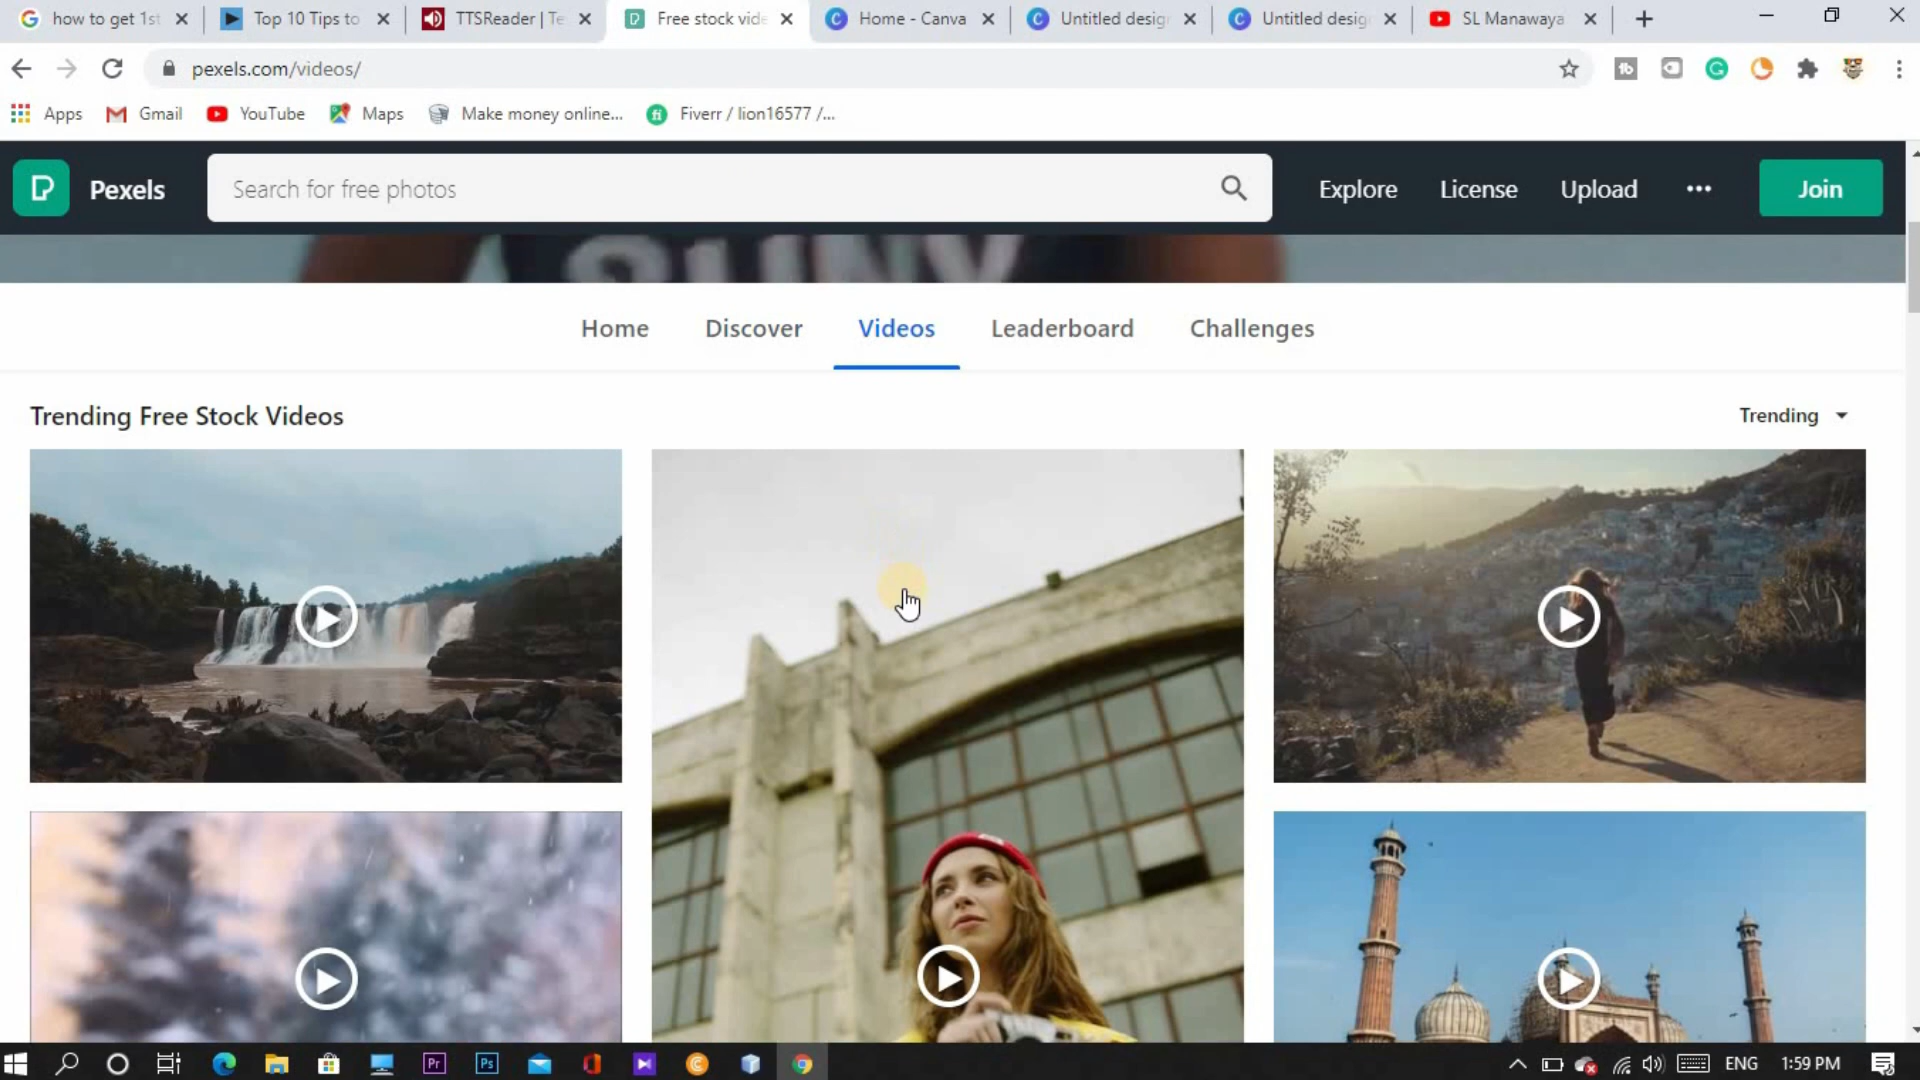 how to get 1st
Top 10 Tips to
TTSReader | Te
Free stock vide
Home - Canva
Untitled desig
Untitled desig
SL Manawaya
pexels.com/videos/
Apps
Gmail
YouTube
Maps
Make money online...
Fiverr / lion16577 /...
Pexels
Search for free photos
Explore
License
Upload
Join
Home
Discover
Videos
Leaderboard
Challenges
Trending Free Stock Videos
Trending
ENG
1:59 PM